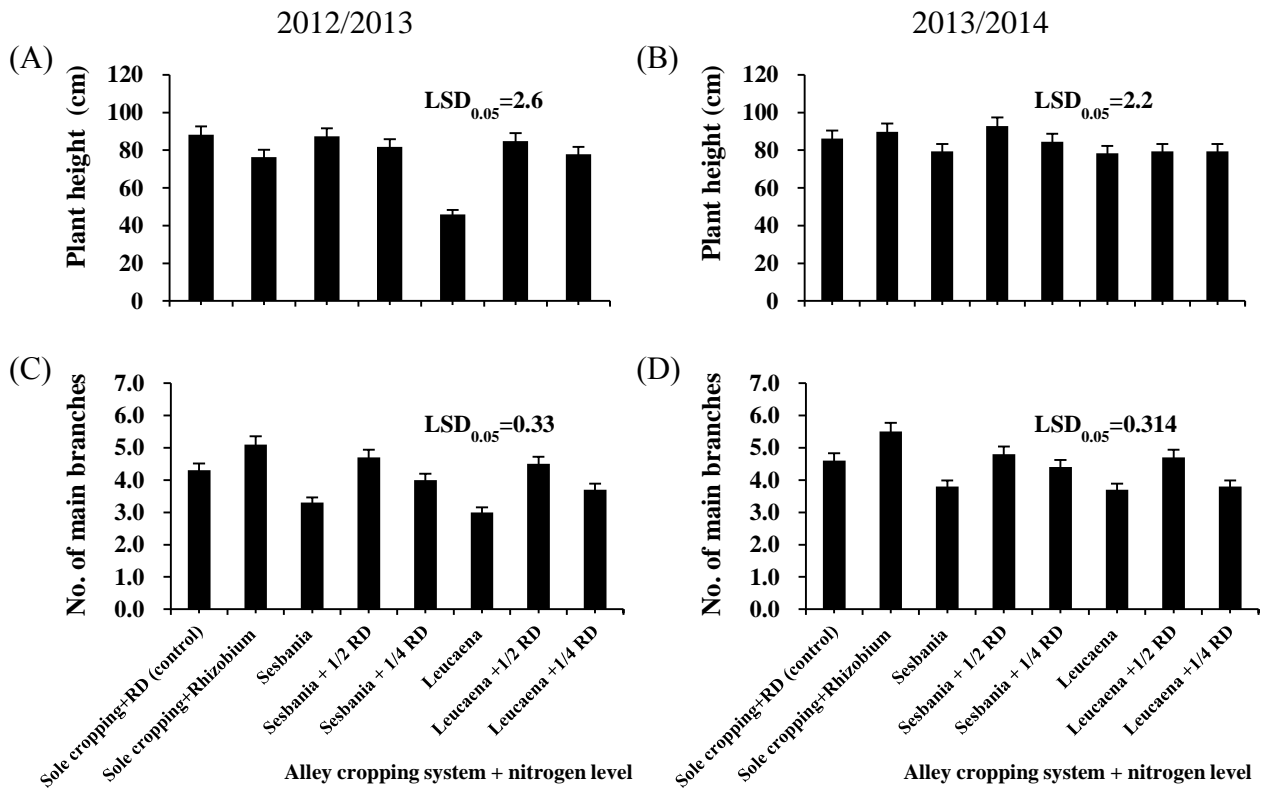 2012/2013
2013/2014
(A)
Plant height (cm)
120
100
80
60
40
20
0
LSD0.05=2.6
(B)
Plant height (cm)
120
100
80
60
40
20
0
LSD0.05=2.2
(C)
No. of main branches
7.0
6.0
5.0
4.0
3.0
2.0
1.0
0.0
LSD0.05=0.33
Sole cropping+RD (control)
Sole cropping+Rhizobium
Sesbania
Sesbania + 1/2 RD
Sesbania + 1/4 RD
Leucaena
Leucaena +1/2 RD
Leucaena +1/4 RD
Alley cropping system + nitrogen level
(D)
No. of main branches
7.0
6.0
5.0
4.0
3.0
2.0
1.0
0.0
LSD0.05=0.314
Sole cropping+RD (control)
Sole cropping+Rhizobium
Sesbania
Sesbania + 1/2 RD
Sesbania + 1/4 RD
Leucaena
Leucaena +1/2 RD
Leucaena +1/4 RD
Alley cropping system + nitrogen level